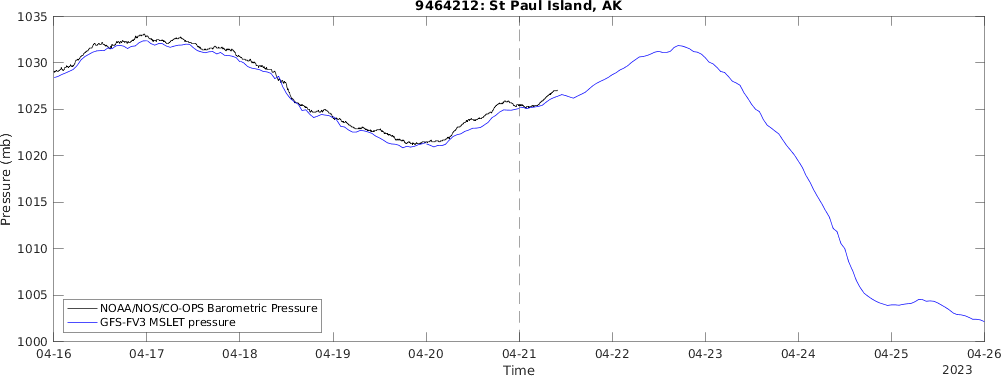 9464212: St Paul Island, AK
Pressure (mb)
1035
1030
1025
1020
1015
1010
1005
1000
NOAA/NOS/CO-OPS Barometric Pressure
GFS-FV3 MSLET pressure
04-16 04-17 04-18 04-19 04-20 04-21 04-22 04-23 04-24 04-25 04-26
Time
2023